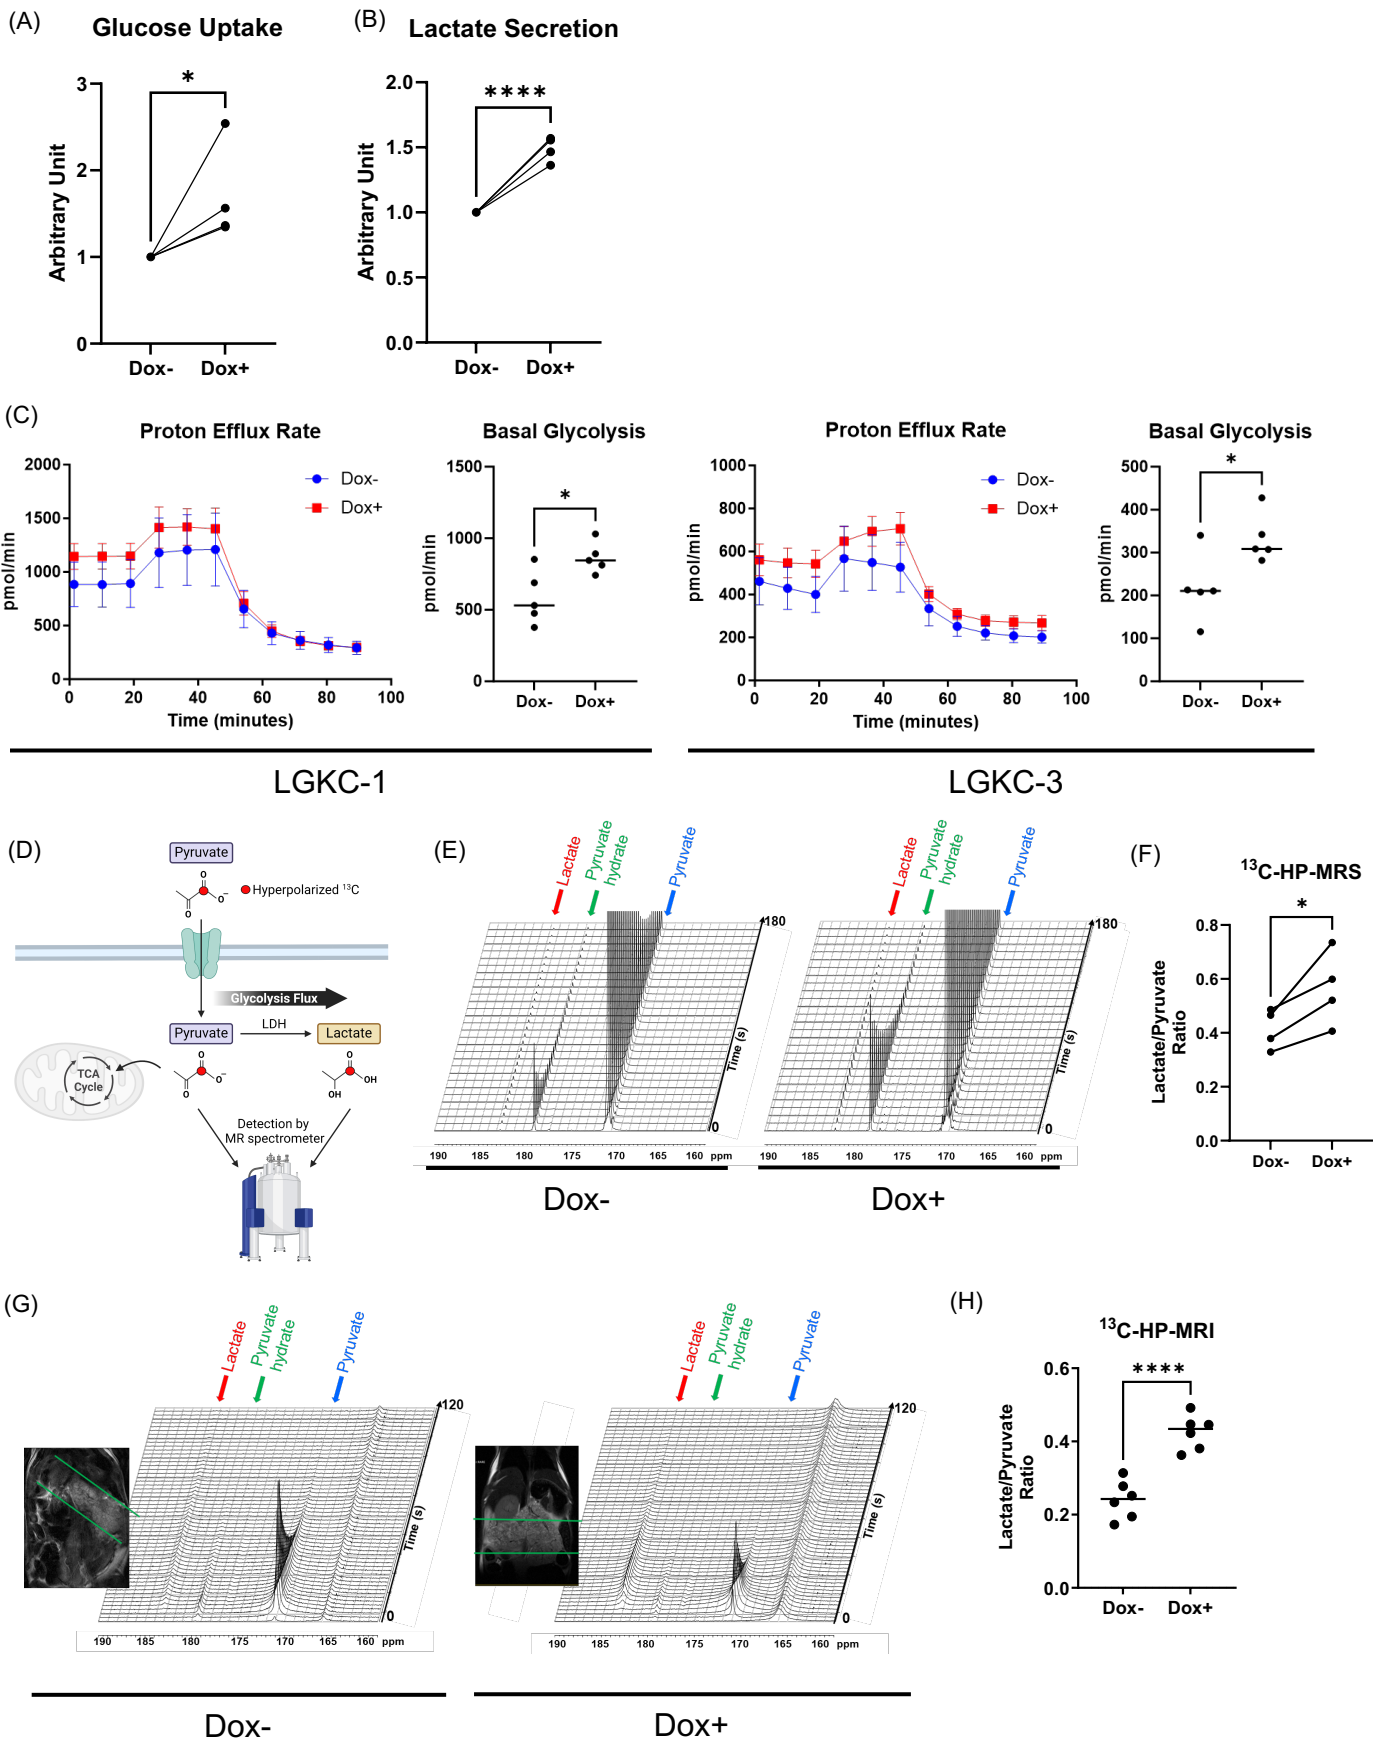 (A)
Glucose Uptake
*
Arbitrary Unit
3
2
1
0
Dox-
Dox+
(B)
Lactate Secretion
****
Arbitrary Unit
2.0
1.5
1.0
0.5
0.0
Dox-
Dox+
(C)
Proton Efflux Rate
pmol/min
2000
1500
1000
500
0
0 20 40 60 80 100
Time (minutes)
Dox-
Dox+
Basal Glycolysis
*
pmol/min
1500
1000
500
0
Dox- Dox+
LGKC-1
Proton Efflux Rate
pmol/min
1000
800
600
400
200
0
0 20 40 60 80 100
Time (minutes)
Dox-
Dox+
Basal Glycolysis
*
pmol/min
500
400
300
200
100
0
Dox- Dox+
LGKC-3
(D)
Pyruvate
Hyperpolarized ¹³C
O
O⁻
O
Glycolysis Flux
Pyruvate
LDH
Lactate
TCA
Cycle
O
O⁻
O
O
OH
OH
Detection by
MR spectrometer
(E)
Lactate
Pyruvate
hydrate
Pyruvate
180
Time (s)
0
190 185 180 175 170 165 160 ppm
Dox-
Lactate
Pyruvate
hydrate
Pyruvate
180
Time (s)
0
190 185 180 175 170 165 160 ppm
Dox+
(F)
¹³C-HP-MRS
*
Lactate/Pyruvate
Ratio
0.8
0.6
0.4
0.2
0.0
Dox- Dox+
(G)
Lactate
Pyruvate
hydrate
Pyruvate
120
Time (s)
0
190 185 180 175 170 165 160 ppm
Dox-
Lactate
Pyruvate
hydrate
Pyruvate
120
Time (s)
0
190 185 180 175 170 165 160 ppm
Dox+
(H)
¹³C-HP-MRI
****
Lactate/Pyruvate
Ratio
0.6
0.4
0.2
0.0
Dox- Dox+